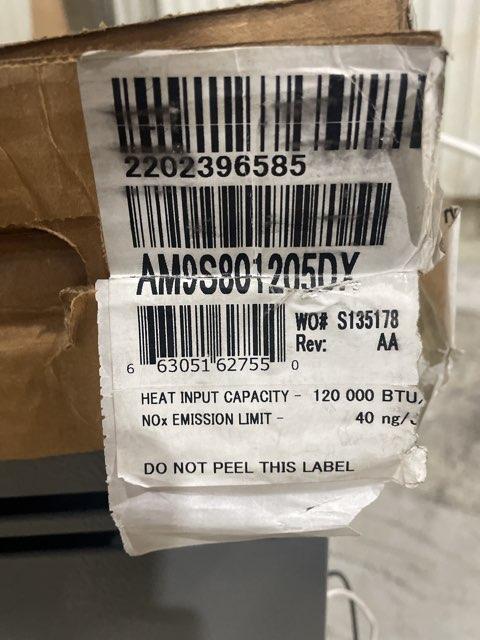 2202396585
AM9S801205DX
WO# S135178
Rev: AA
6 63051 62755 0
HEAT INPUT CAPACITY - 120 000 BTU/
NOx EMISSION LIMIT - 40 ng/J
DO NOT PEEL THIS LABEL